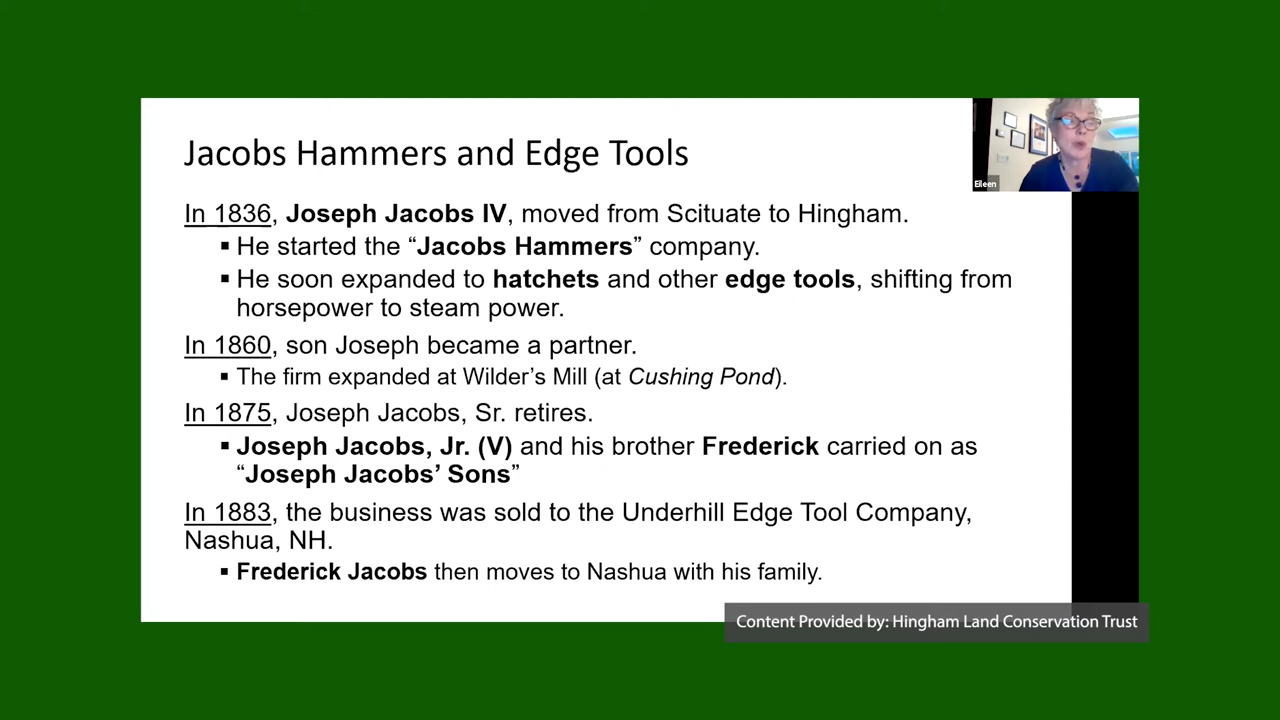 Jacobs Hammers and Edge Tools
Eileen
In 1836, Joseph Jacobs IV, moved from Scituate to Hingham.
▪ He started the “Jacobs Hammers” company.
▪ He soon expanded to hatchets and other edge tools, shifting from
horsepower to steam power.
In 1860, son Joseph became a partner.
▪ The firm expanded at Wilder’s Mill (at Cushing Pond).
In 1875, Joseph Jacobs, Sr. retires.
▪ Joseph Jacobs, Jr. (V) and his brother Frederick carried on as
“Joseph Jacobs’ Sons”
In 1883, the business was sold to the Underhill Edge Tool Company,
Nashua, NH.
▪ Frederick Jacobs then moves to Nashua with his family.
Content Provided by: Hingham Land Conservation Trust